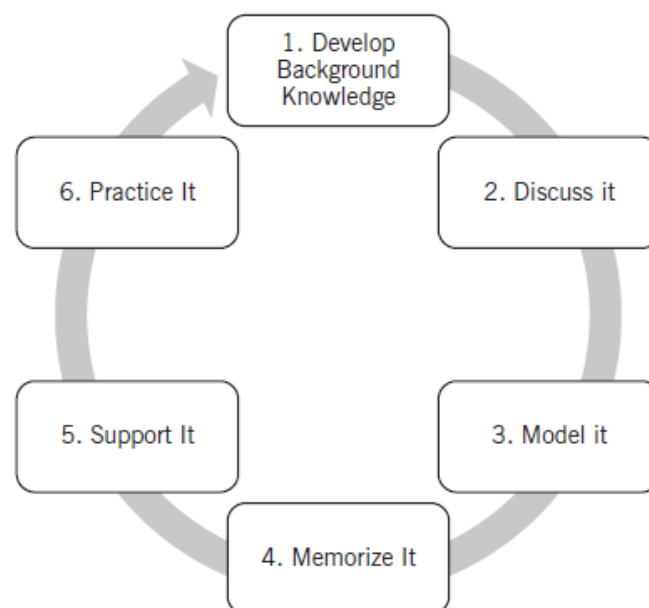 1. Develop
Background
Knowledge
2. Discuss it
3. Model it
4. Memorize It
5. Support It
6. Practice It